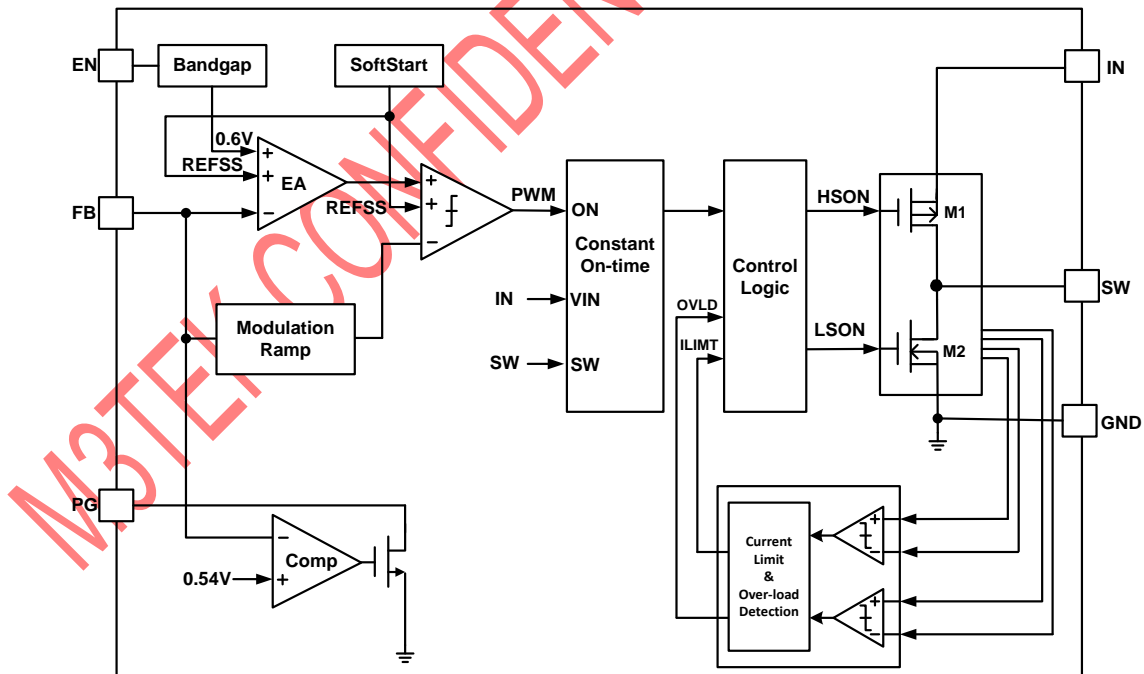 M3TEK CONFIDEN
EN
Bandgap
SoftStart
IN
0.6V
REFSS
+
+
EA
−
FB
REFSS
+
+
−
PWM
ON
Constant
On-time
IN
VIN
SW
SW
Control
Logic
HSON
LSON
OVLD
ILIMT
M1
M2
SW
GND
Modulation
Ramp
PG
−
Comp
0.54V
+
Current
Limit
&
Over-load
Detection
+
−
+
−